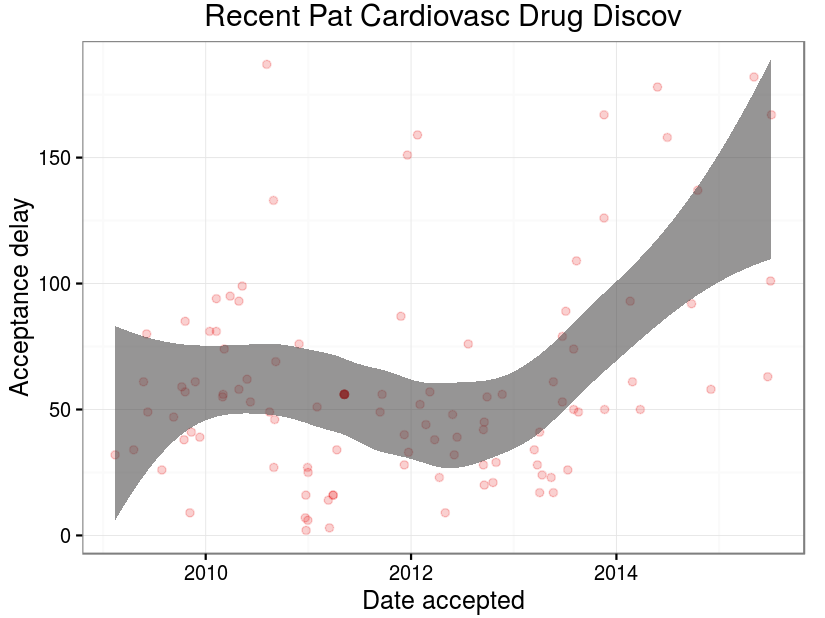 Recent Pat Cardiovasc Drug Discov
Acceptance delay
150
100
50
0
2010
2012
2014
Date accepted